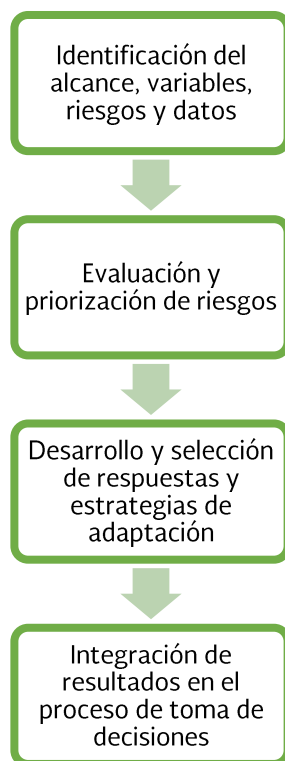 Identificación del
alcance, variables,
riesgos y datos
Evaluación y
priorización de riesgos
Desarrollo y selección
de respuestas y
estrategias de
adaptación
Integración de
resultados en el
proceso de toma de
decisiones